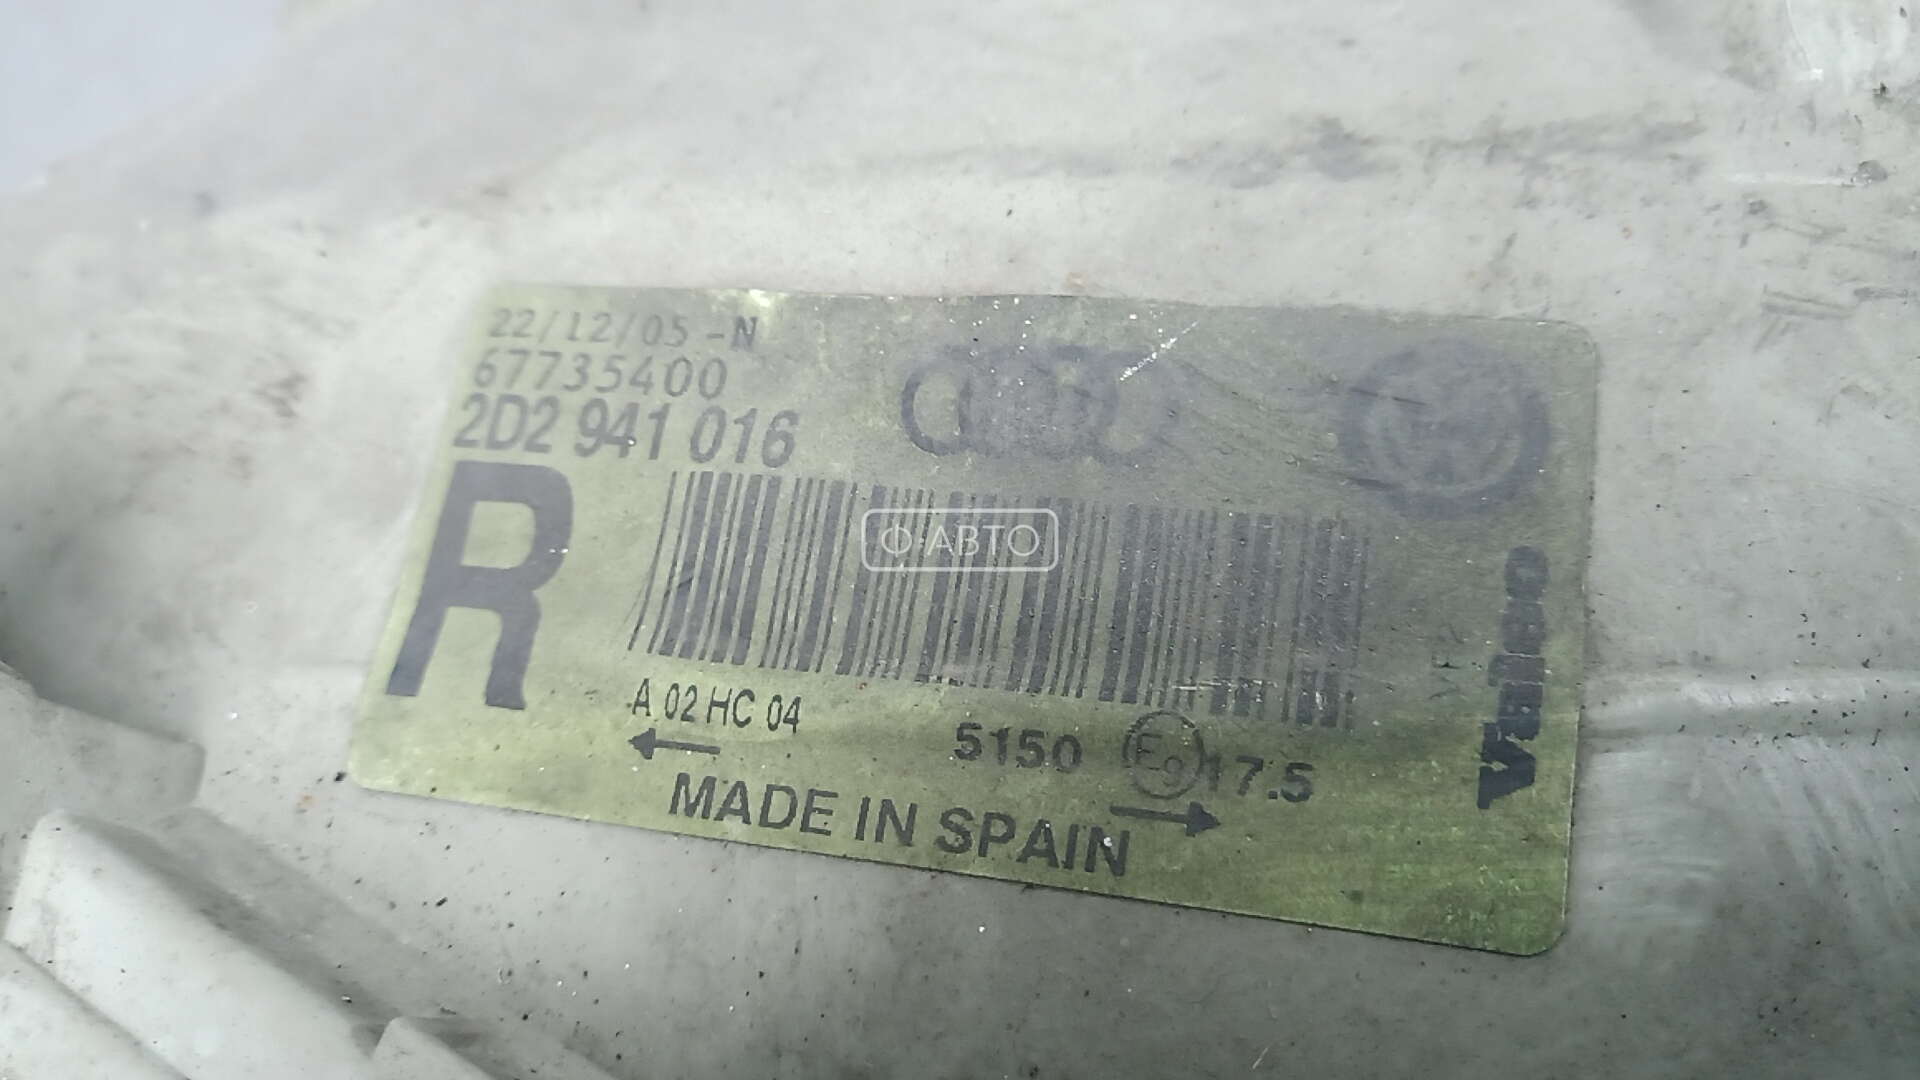 22/12/05 -N
67735400
2D2 941 016
R
Ф-АВТО
A 02 HC 04
5150 E9 17.5
MADE IN SPAIN
Valeo